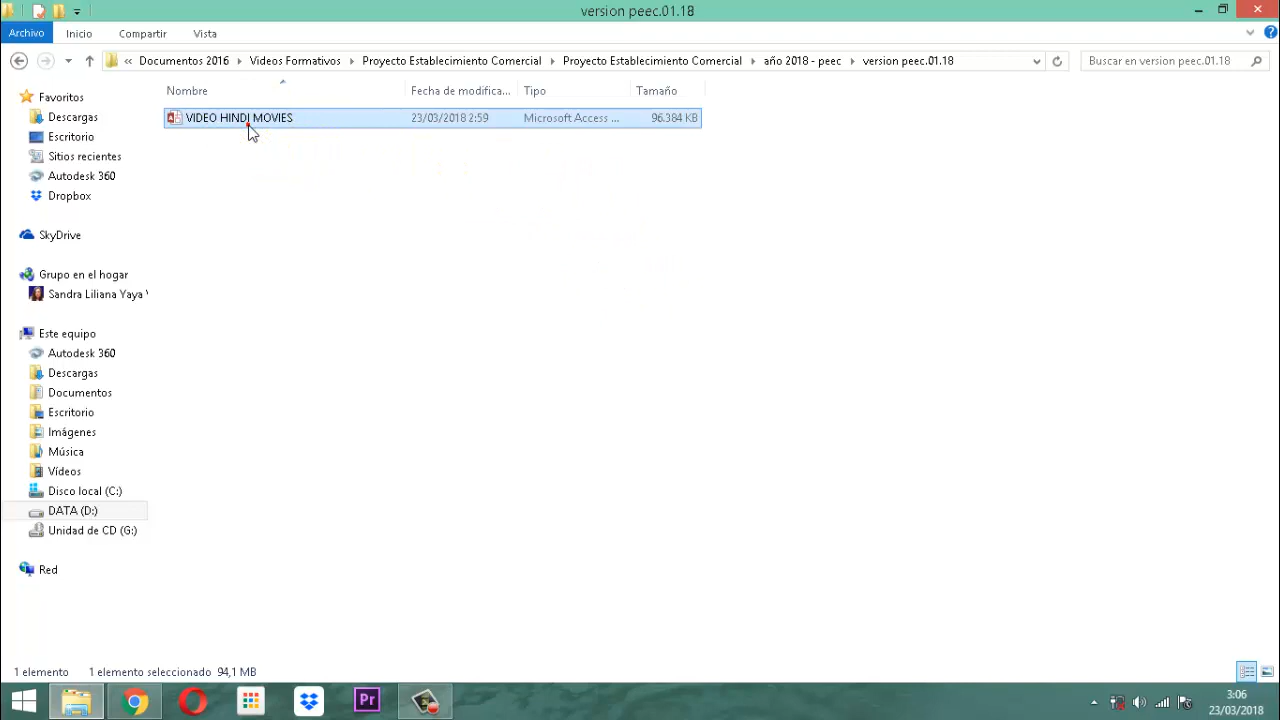 version peec.01.18
Archivo Inicio Compartir Vista
« Documentos 2016 Videos Formativos Proyecto Establecimiento Comercial Proyecto Establecimiento Comercial año 2018 - peec version peec.01.18 Buscar en version peec.01.18
Nombre Fecha de modifica... Tipo Tamaño
VIDEO HINDI MOVIES 23/03/2018 2:59 Microsoft Access ... 96.384 KB
Favoritos
Descargas
Escritorio
Sitios recientes
Autodesk 360
Dropbox
SkyDrive
Grupo en el hogar
Sandra Liliana Yaya
Este equipo
Autodesk 360
Descargas
Documentos
Escritorio
Imágenes
Música
Vídeos
Disco local (C:)
DATA (D:)
Unidad de CD (G:)
Red
1 elemento 1 elemento seleccionado 94,1 MB
Pr
3:06
23/03/2018